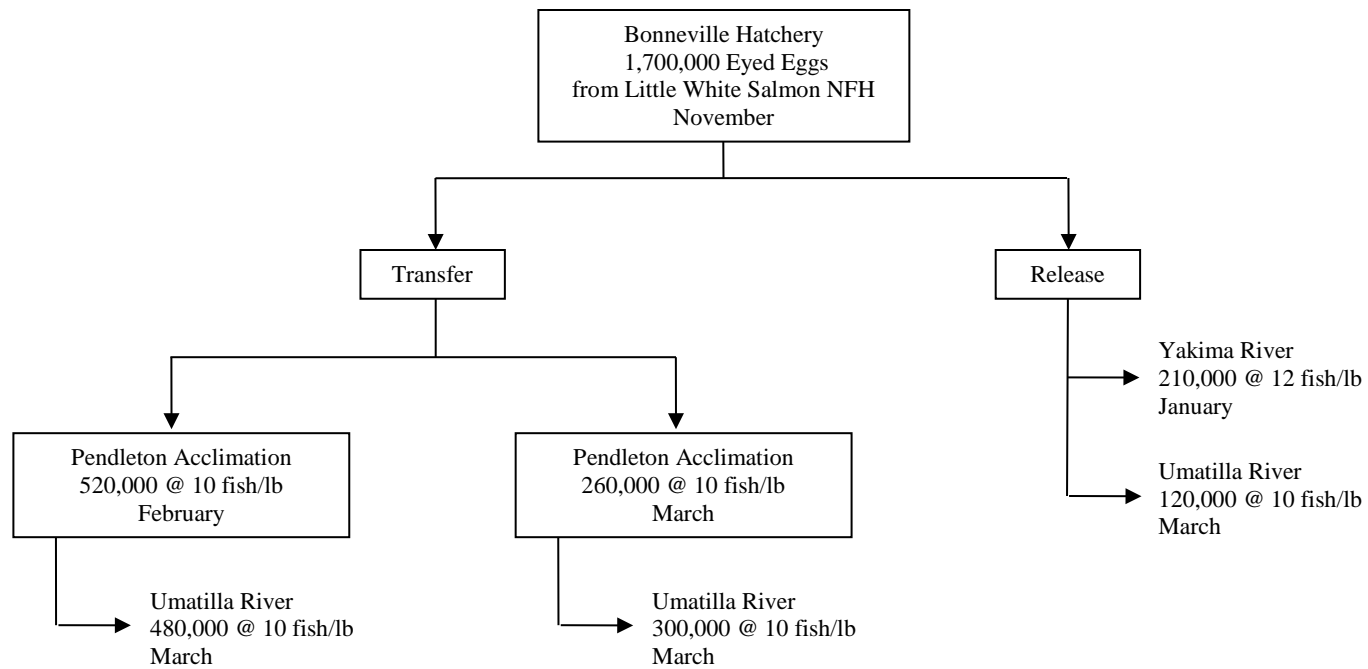 Bonneville Hatchery
1,700,000 Eyed Eggs
from Little White Salmon NFH
November
Transfer
Release
Yakima River
210,000 @ 12 fish/lb
January
Umatilla River
120,000 @ 10 fish/lb
March
Pendleton Acclimation
520,000 @ 10 fish/lb
February
Pendleton Acclimation
260,000 @ 10 fish/lb
March
Umatilla River
480,000 @ 10 fish/lb
March
Umatilla River
300,000 @ 10 fish/lb
March